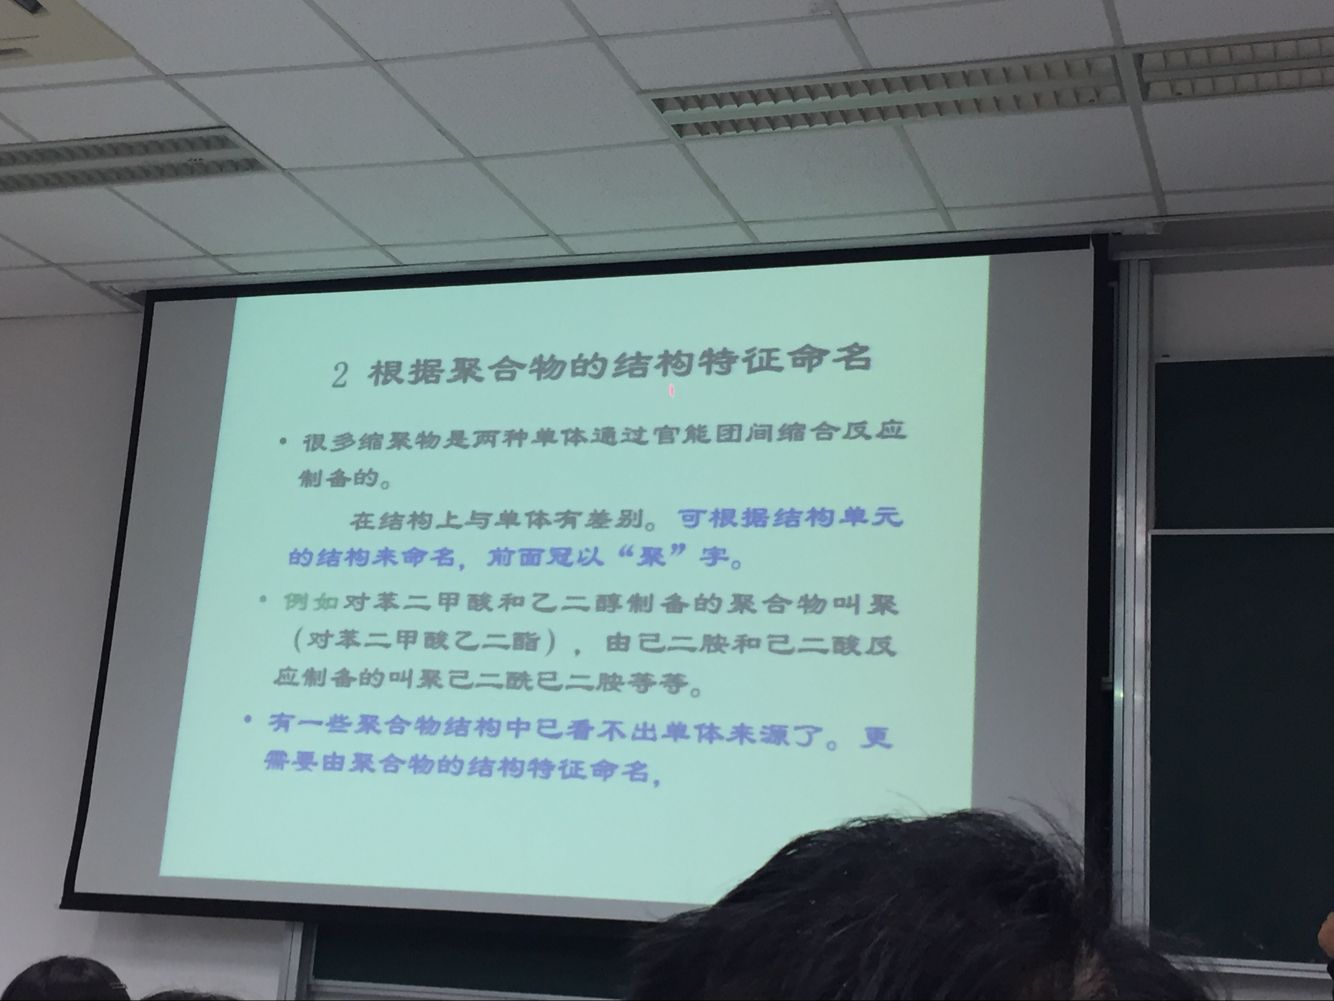 2 根据聚合物的结构特征命名
• 很多缩聚物是两种单体通过官能团间缩合反应
制备的。
在结构上与单体有差别。可根据结构单元
的结构来命名，前面冠以“聚”字。
• 例如对苯二甲酸和乙二醇制备的聚合物叫聚
（对苯二甲酸乙二酯），由己二胺和己二酸反
应制备的叫聚己二酰己二胺等等。
• 有一些聚合物结构中已看不出单体来源了。更
需要由聚合物的结构特征命名，